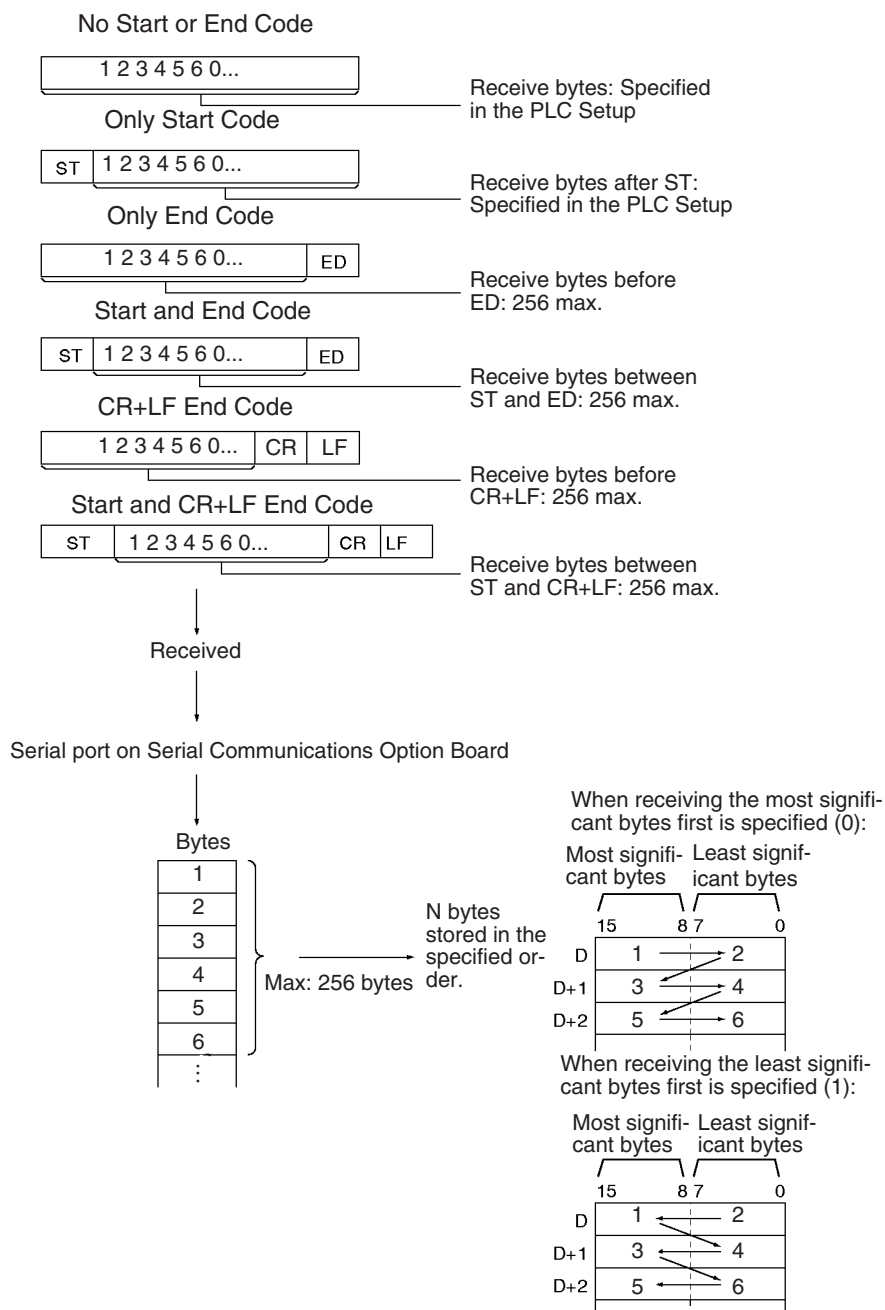 No Start or End Code
1 2 3 4 5 6 0...
Receive bytes: Specified
in the PLC Setup
Only Start Code
ST 1 2 3 4 5 6 0...
Receive bytes after ST:
Specified in the PLC Setup
Only End Code
1 2 3 4 5 6 0... ED
Receive bytes before
ED: 256 max.
Start and End Code
ST 1 2 3 4 5 6 0... ED
Receive bytes between
ST and ED: 256 max.
CR+LF End Code
1 2 3 4 5 6 0... CR LF
Receive bytes before
CR+LF: 256 max.
Start and CR+LF End Code
ST 1 2 3 4 5 6 0... CR LF
Receive bytes between
ST and CR+LF: 256 max.
Received
Serial port on Serial Communications Option Board
Bytes
1
2
3
4
5
6
⋮
Max: 256 bytes
N bytes
stored in the
specified or-
der.
When receiving the most signifi-
cant bytes first is specified (0):
Most signifi-
cant bytes
Least signif-
icant bytes
15 8 7 0
D 1 2
D+1 3 4
D+2 5 6
When receiving the least signifi-
cant bytes first is specified (1):
Most signifi-
cant bytes
Least signif-
icant bytes
15 8 7 0
D 1 2
D+1 3 4
D+2 5 6